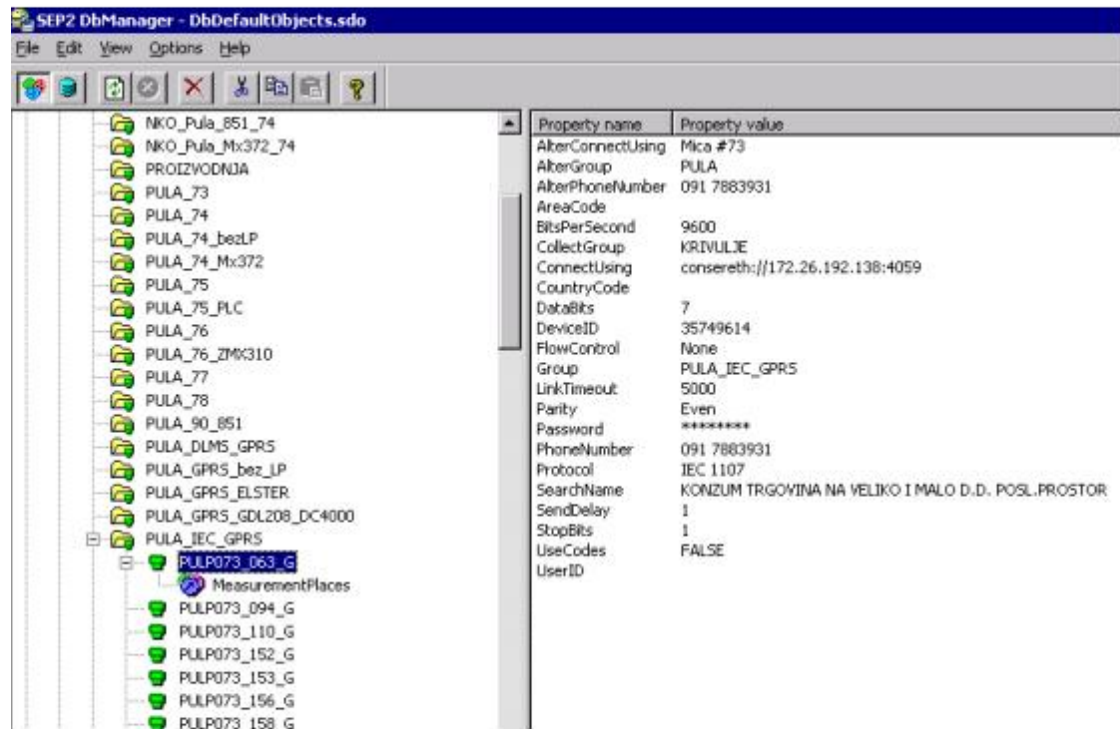 SEP2 DbManager - DbDefaultObjects.sdo
File Edit View Options Help
NKO_Pula_851_74
NKO_Pula_Mx372_74
PROIZVODNJA
PULA_73
PULA_74
PULA_74_bezLP
PULA_74_Mx372
PULA_75
PULA_75_PLC
PULA_76
PULA_76_ZMX310
PULA_77
PULA_78
PULA_90_851
PULA_DLMS_GPRS
PULA_GPRS_bez_LP
PULA_GPRS_ELSTER
PULA_GPRS_GDL208_DC4000
PULA_IEC_GPRS
PULP073_063_G
MeasurementPlaces
PULP073_094_G
PULP073_110_G
PULP073_152_G
PULP073_153_G
PULP073_156_G
PULP073_158_G
Property name Property value
AlterConnectUsing Mica #73
AlterGroup PULA
AlterPhoneNumber 091 7883931
AreaCode
BitsPerSecond 9600
CollectGroup KRIVULJE
ConnectUsing consereth://172.26.192.138:4059
CountryCode
DataBits 7
DeviceID 35749614
FlowControl None
Group PULA_IEC_GPRS
LinkTimeout 5000
Parity Even
Password ********
PhoneNumber 091 7883931
Protocol IEC 1107
SearchName KONZUM TRGOVINA NA VELIKO I MALO D.D. POSL.PROSTOR
SendDelay 1
StopBits 1
UseCodes FALSE
UserID